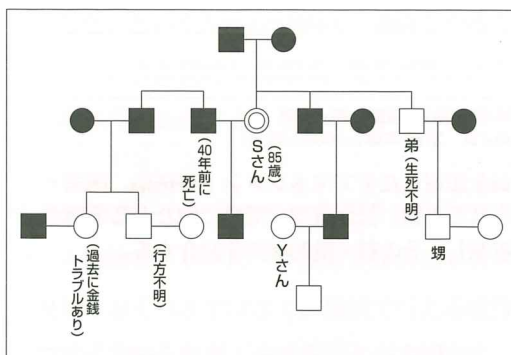 (40年前に
死亡)
(85歳)
Sさん
弟(生死不明)
(過去に金銭
トラブルあり)
(行方不明)
Yさん
甥